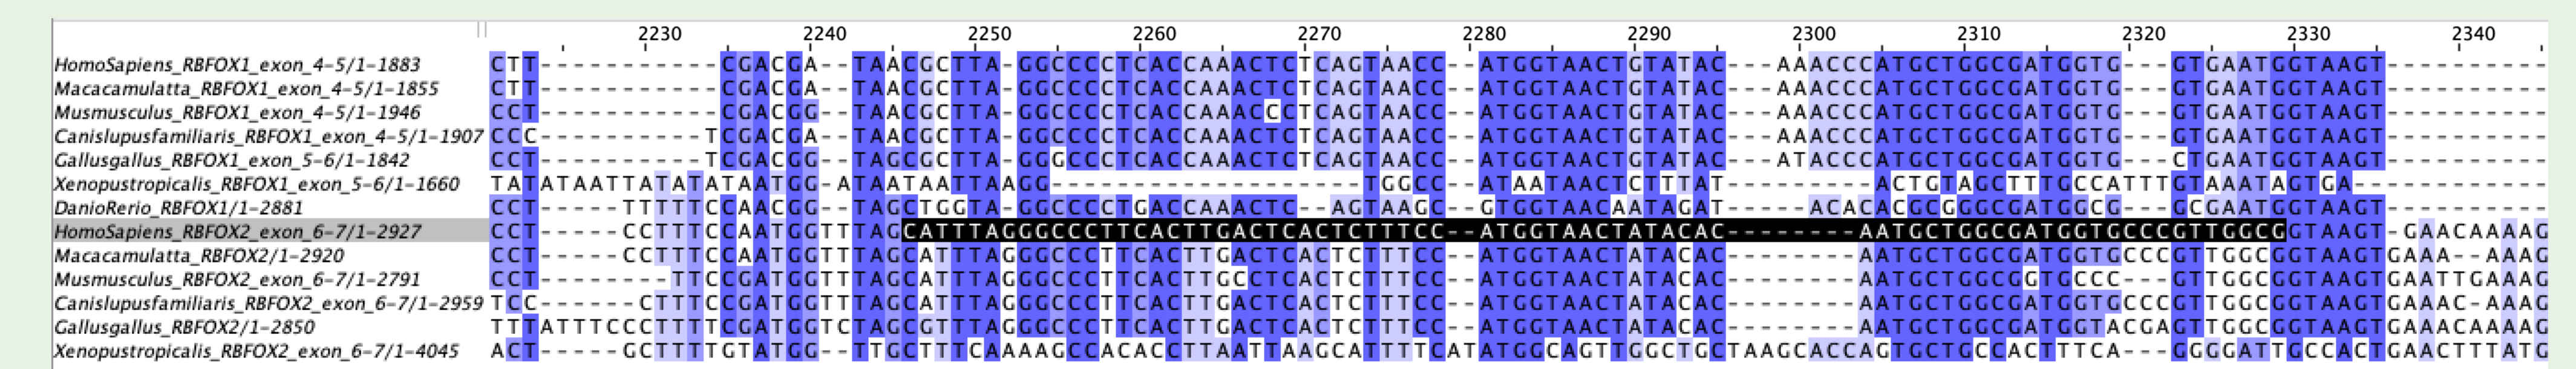 2230 2240 2250 2260 2270 2280 2290 2300 2310 2320 2330 2340
HomoSapiens_RBFOX1_exon_4-5/1-1883 CTT-----------CGACGA--TAACGCTTA-GGCCCCTCACCAAACTCTCAGTAACC--ATGGTAACTGTATAC---AAACCCATGCTGGCGATGGTG---GTGAATGGTAAGT----------
Macacamulatta_RBFOX1_exon_4-5/1-1855 CTT-----------CGACGA--TAACGCTTA-GGCCCCTCACCAAACTCTCAGTAACC--ATGGTAACTGTATAC---AAACCCATGCTGGCGATGGTG---GTGAATGGTAAGT----------
Musmusculus_RBFOX1_exon_4-5/1-1946 CCT-----------CGACGG--TAACGCTTA-GGCCCCTCACCAAACCCTCAGTAACC--ATGGTAACTGTATAC---AAACCCATGCTGGCGATGGTG---GTGAATGGTAAGT----------
Canislupusfamiliaris_RBFOX1_exon_4-5/1-1907 CCC----------TCGACGA--TAACGCTTA-GGCCCCTCACCAAACTCTCAGTAACC--ATGGTAACTGTATAC---AAACCCATGCTGGCGATGGTG---GTGAATGGTAAGT----------
Gallusgallus_RBFOX1_exon_5-6/1-1842 CCT----------TCGACGG--TAGCGCTTA-GGGCCCTCACCAAACTCTCAGTAACC--ATGGTAACTGTATAC---ATACCCATGCTGGCGATGGTG---CTGAATGGTAAGT----------
Xenopustropicalis_RBFOX1_exon_5-6/1-1660 TATATAATTATATATAATGG-ATAATAATTAAGG-------------------TGGCC--ATAATAACTCTTTAT---------ACTGTAGCTTTGCCATTTGTAAATAGTGA------------
DanioRerio_RBFOX1/1-2881 CCT-----TTTTTCCAACGG--TAGCTGGTA-GGCCCCTGACCAAACTC--AGTAAGC--GTGGTAACAATAGAT-----ACACACGCGGGCGATGGCG---GCGAATGGTAAGT----------
HomoSapiens_RBFOX2_exon_6-7/1-2927 CCT-----CCTTTCCAATGGTTTAGCATTTAGGGCCCTTCACTTGACTCACTCTTTCC--ATGGTAACTATACAC--------AATGCTGGCGATGGTGCCCGTTGGCGGTAAGT-GAACAAAAG
Macacamulatta_RBFOX2/1-2920 CCT-----CCTTTCCAATGGTTTAGCATTTAGGGCCCTTCACTTGACTCACTCTTTCC--ATGGTAACTATACAC--------AATGCTGGCGATGGTGCCCGTTGGCGGTAAGTGAAA--AAAG
Musmusculus_RBFOX2_exon_6-7/1-2791 CCT--------TTCCGATGGTTTAGCATTTAGGGCCCTTCACTTGCCTCACTCTTTCC--ATGGTAACTATACAC--------AATGCTGGCGGTGCCC---GTTGGCGGTAAGTGAATTGAAAG
Canislupusfamiliaris_RBFOX2_exon_6-7/1-2959 TCC------CTTTCCGATGGTTTAGCATTTAGGGCCCTTCACTTGACTCACTCTTTCC--ATGGTAACTATACAC--------AATGCTGGCGATGGTGCCCGTTGGCGGTAAGTGAAAC-AAAG
Gallusgallus_RBFOX2/1-2850 TTTATTTCCCTTTTCGATGGTCTAGCGTTTAGGGCCCTTCACTTGACTCACTCTTTCC--ATGGTAACTATACAC--------AATGCTGGCGATGGTACGAGTTGGCGGTAAGTGAAACAAAAG
Xenopustropicalis_RBFOX2_exon_6-7/1-4045 ACT-----GCTTTTGTATGG--TTGCTTTCAAAAGCCACACCTTAATTAAGCATTTTCATATGGCAGTTGGCTGCTAAGCACCAGTGCTGCCACTTTCA---GGGGATTGCCACTGAACTTTATG